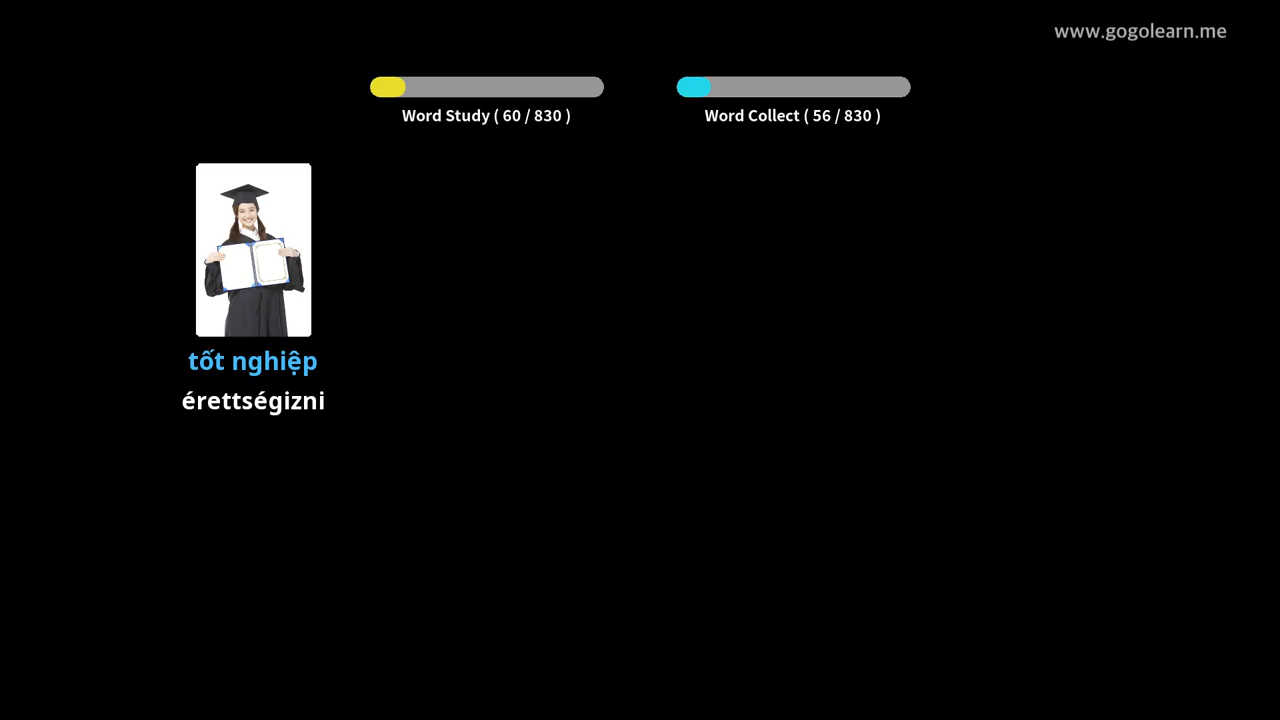 www.gogolearn.me
Word Study ( 60 / 830 )
Word Collect ( 56 / 830 )
tốt nghiệp
érettségizni